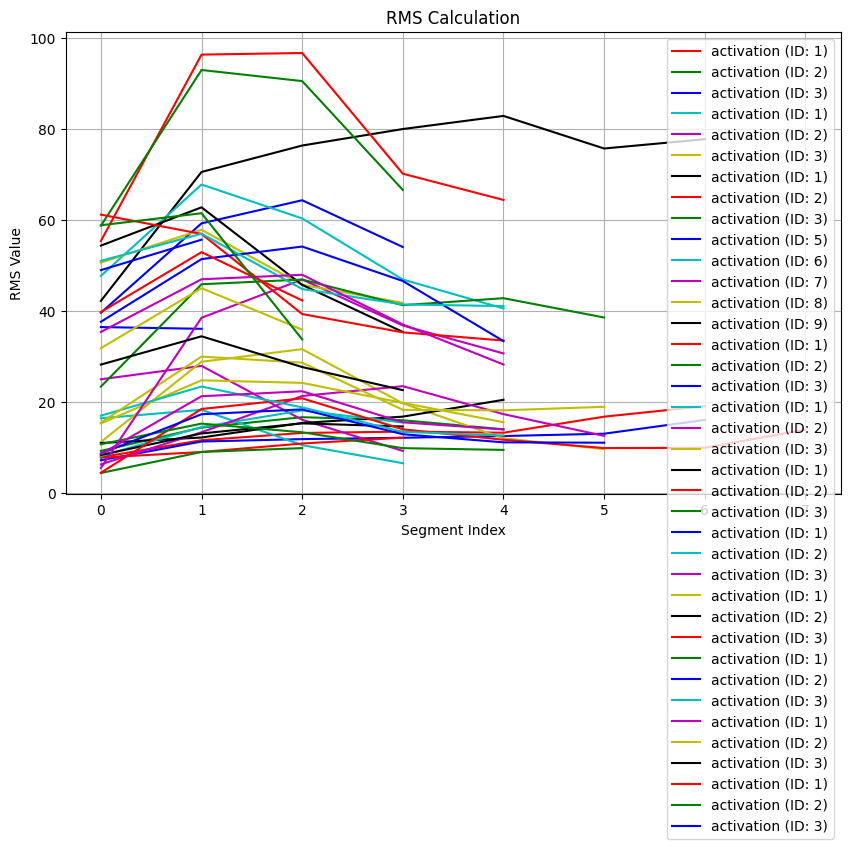 RMS Calculation
100
80
60
40
20
0
RMS Value
0 1 2 3 4 5 6 7
Segment Index
activation (ID: 1)
activation (ID: 2)
activation (ID: 3)
activation (ID: 1)
activation (ID: 2)
activation (ID: 3)
activation (ID: 1)
activation (ID: 2)
activation (ID: 3)
activation (ID: 5)
activation (ID: 6)
activation (ID: 7)
activation (ID: 8)
activation (ID: 9)
activation (ID: 1)
activation (ID: 2)
activation (ID: 3)
activation (ID: 1)
activation (ID: 2)
activation (ID: 3)
activation (ID: 1)
activation (ID: 2)
activation (ID: 3)
activation (ID: 1)
activation (ID: 2)
activation (ID: 3)
activation (ID: 1)
activation (ID: 2)
activation (ID: 3)
activation (ID: 1)
activation (ID: 2)
activation (ID: 3)
activation (ID: 1)
activation (ID: 2)
activation (ID: 3)
activation (ID: 1)
activation (ID: 2)
activation (ID: 3)